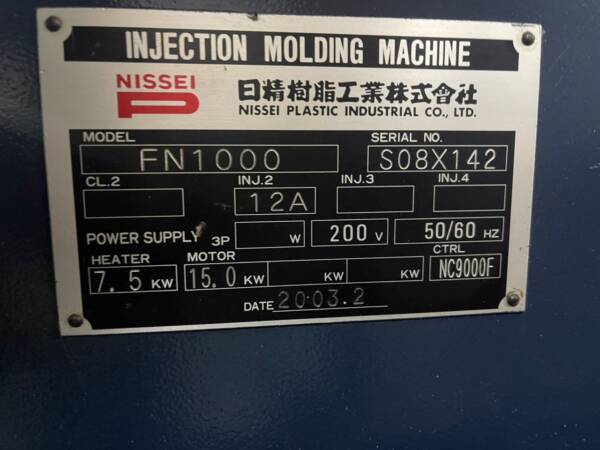 INJECTION MOLDING MACHINE
NISSEI
日精樹脂工業株式會社
NISSEI PLASTIC INDUSTRIAL CO., LTD.
MODEL SERIAL NO.
FN1000 S08X142
CL.2 INJ.2 INJ.3 INJ.4
12A
POWER SUPPLY 3P W 200 V 50/60 HZ
HEATER MOTOR CTRL
7.5 KW 15.0 KW KW KW NC9000F
DATE 2003.2